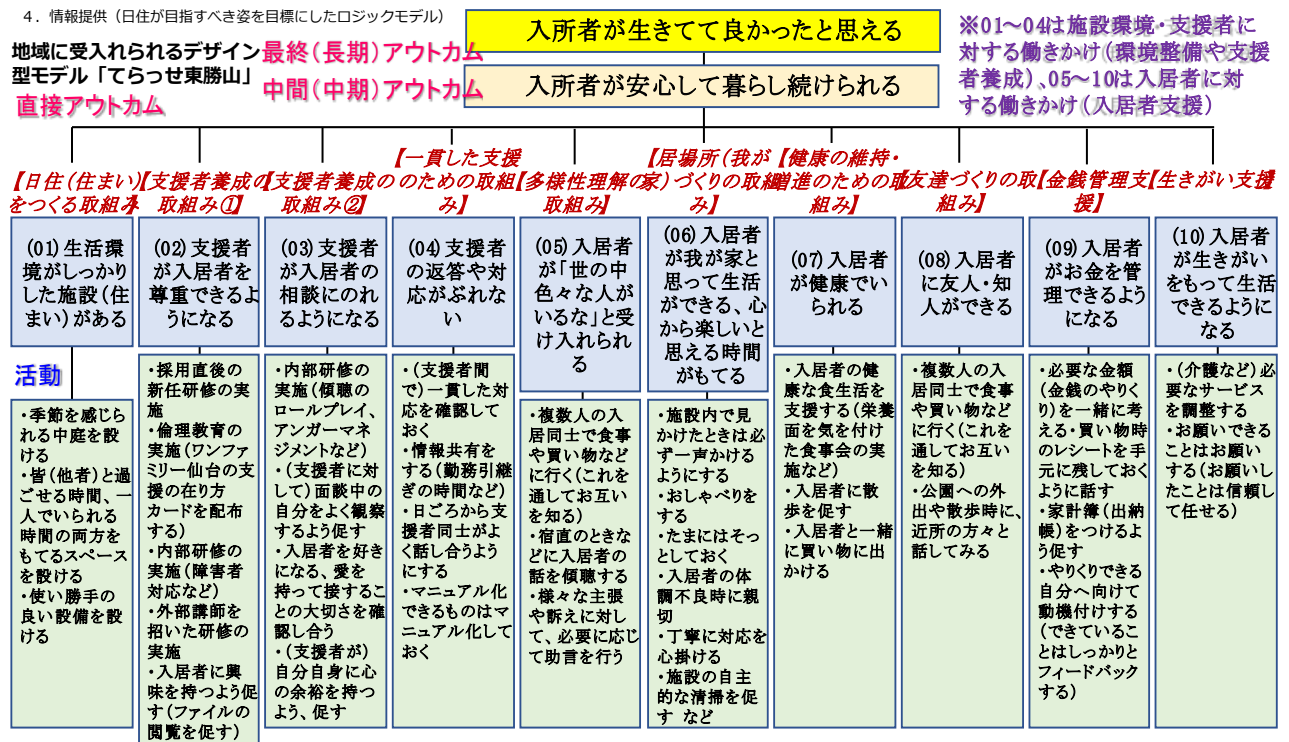 ４．情報提供（日住が目指すべき姿を目標にしたロジックモデル）
地域に受入れられるデザイン
型モデル「てらっせ東勝山」
最終（長期）アウトカム
中間（中期）アウトカム
直接アウトカム
入所者が生きてて良かったと思える
入所者が安心して暮らし続けられる
※01～04は施設環境・支援者に
対する働きかけ（環境整備や支援
者養成）、05～10は入居者に対
する働きかけ（入居者支援）
【日住（住まい）
をつくる取組み】
【支援者養成の
取組み①】
【支援者養成の
取組み②】
【一貫した支援
のための取組
み】
【多様性理解の
取組み】
【居場所（我が
家）づくりの取組
み】
【健康の維持・
増進のための取
組み】
【友達づくりの取
組み】
【金銭管理支
援】
【生きがい支援】
(01)生活環
境がしっかり
した施設（住
まい）がある
(02)支援者
が入居者を
尊重できるよ
うになる
(03)支援者
が入居者の
相談にのれ
るようになる
(04)支援者
の返答や対
応がぶれな
い
(05)入居者
が「世の中
色々な人が
いるな」と受
け入れられ
る
(06)入居者
が我が家と
思って生活
ができる、心
から楽しいと
思える時間
がもてる
(07)入居者
が健康でい
られる
(08)入居者
に友人・知
人ができる
(09)入居者
がお金を管
理できるよう
になる
(10)入居者
が生きがい
をもって生活
できるように
なる
活動
・季節を感じら
れる中庭を設
ける
・皆（他者）と過
ごせる時間、一
人でいられる
時間の両方を
もてるスペース
を設ける
・使い勝手の
良い設備を設
ける
・採用直後の
新任研修の実
施
・倫理教育の
実施（ワンファ
ミリー仙台の支
援の在り方
カードを配布
する）
・内部研修の
実施（障害者
対応など）
・外部講師を
招いた研修の
実施
・入居者に興
味を持つよう促
す（ファイルの
閲覧を促す）
・内部研修の
実施（傾聴の
ロールプレイ、
アンガーマネ
ジメントなど）
・（支援者に対
して）面談中の
自分をよく観察
するよう促す
・入居者を好き
になる、愛を
持って接するこ
との大切さを確
認し合う
・（支援者が）
自分自身に心
の余裕を持つ
よう、促す
・（支援者間
で）一貫した対
応を確認して
おく
・情報共有を
する（勤務引継
ぎの時間など）
・日ごろから支
援者同士がよ
く話し合うよう
にする
・マニュアル化
できるものはマ
ニュアル化して
おく
・複数人の入
居同士で食事
や買い物など
に行く（これを
通してお互い
を知る）
・宿直のときな
どに入居者の
話を傾聴する
・様々な主張
や訴えに対し
て、必要に応じ
て助言を行う
・施設内で見
かけたときは必
ず一声かける
ようにする
・おしゃべりを
する
・たまにはそっ
としておく
・入居者の体
調不良時に親
切
・丁寧に対応を
心掛ける
・施設の自主
的な清掃を促
す など
・入居者の健
康な食生活を
支援する（栄養
面を気を付け
た食事会の実
施など）
・入居者に散
歩を促す
・入居者と一緒
に買い物に出
かける
・複数人の入
居同士で食事
や買い物など
に行く（これを
通してお互い
を知る）
・公園への外
出や散歩時に、
近所の方々と
話してみる
・必要な金額
（金銭のやりく
り）を一緒に考
える・買い物時
のレシートを手
元に残しておく
ように話す
・家計簿（出納
帳）をつけるよ
う促す
・やりくりできる
自分へ向けて
動機付けする
（できているこ
とはしっかりと
フィードバック
する）
・（介護など）必
要なサービス
を調整する
・お願いできる
ことはお願い
する（お願いし
たことは信頼し
て任せる）